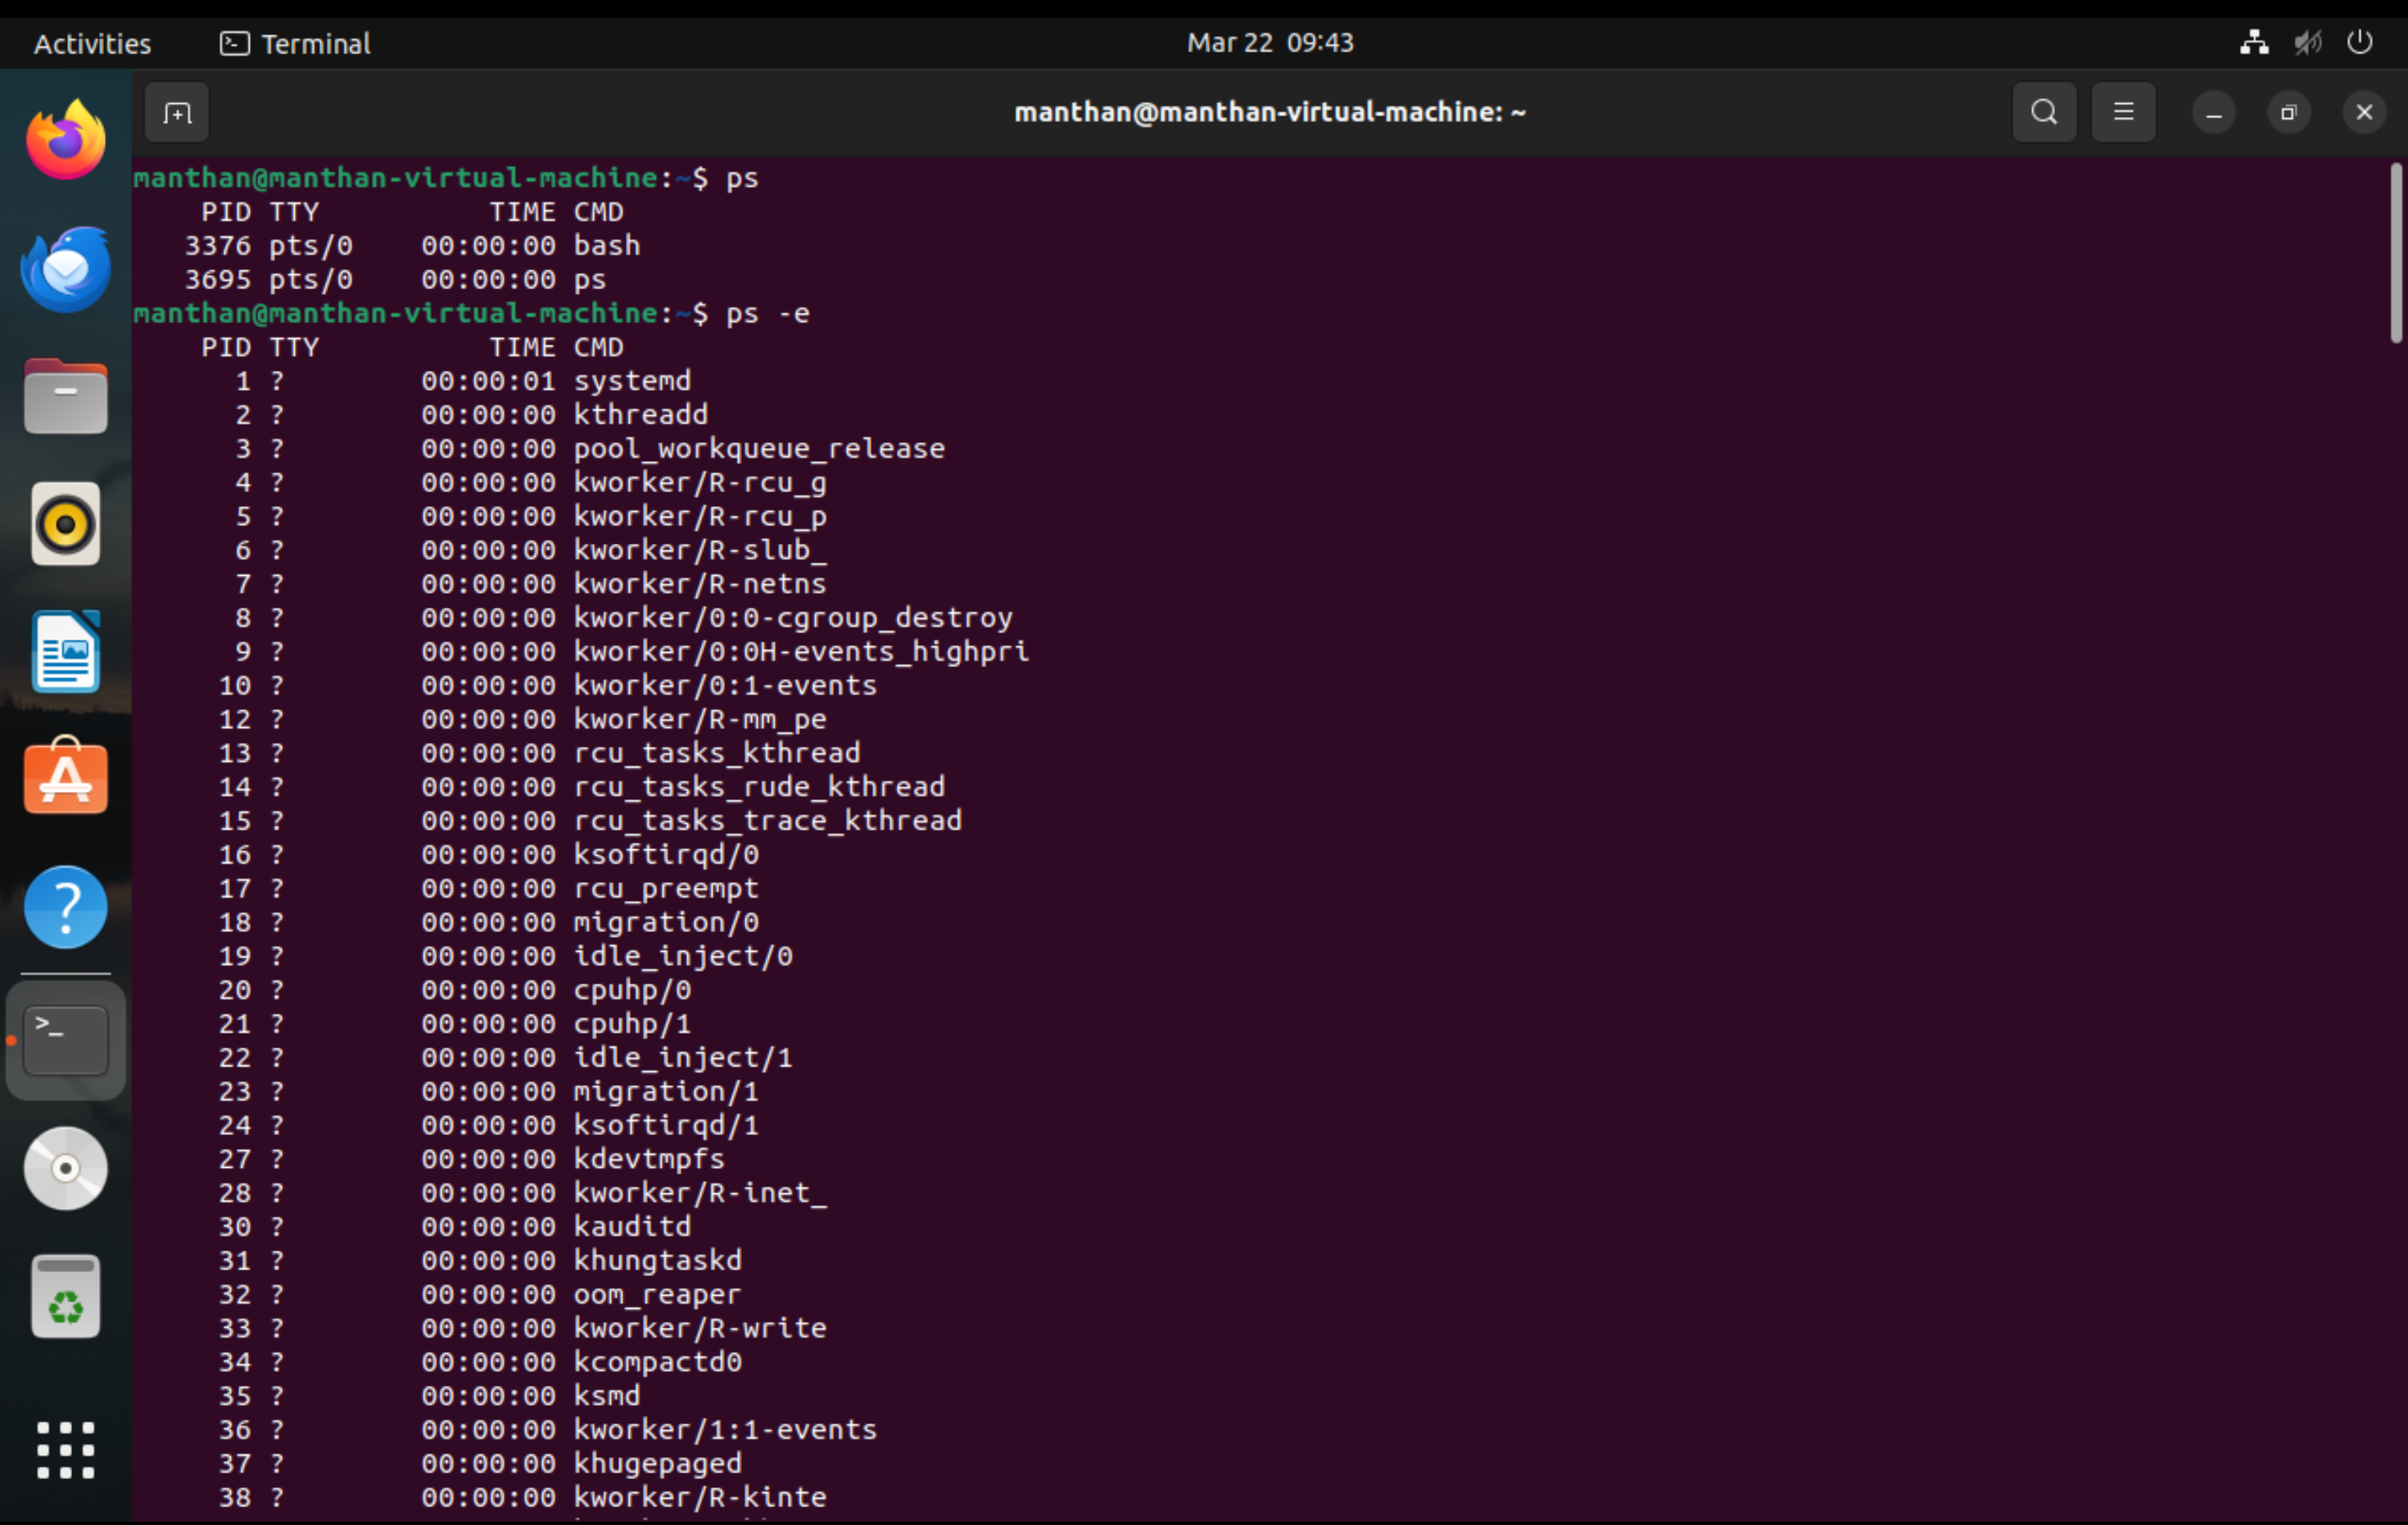 Activities Terminal Mar 22 09:43
manthan@manthan-virtual-machine: ~
manthan@manthan-virtual-machine:~$ ps
PID TTY TIME CMD
3376 pts/0 00:00:00 bash
3695 pts/0 00:00:00 ps
manthan@manthan-virtual-machine:~$ ps -e
PID TTY TIME CMD
1 ? 00:00:01 systemd
2 ? 00:00:00 kthreadd
3 ? 00:00:00 pool_workqueue_release
4 ? 00:00:00 kworker/R-rcu_g
5 ? 00:00:00 kworker/R-rcu_p
6 ? 00:00:00 kworker/R-slub_
7 ? 00:00:00 kworker/R-netns
8 ? 00:00:00 kworker/0:0-cgroup_destroy
9 ? 00:00:00 kworker/0:0H-events_highpri
10 ? 00:00:00 kworker/0:1-events
12 ? 00:00:00 kworker/R-mm_pe
13 ? 00:00:00 rcu_tasks_kthread
14 ? 00:00:00 rcu_tasks_rude_kthread
15 ? 00:00:00 rcu_tasks_trace_kthread
16 ? 00:00:00 ksoftirqd/0
17 ? 00:00:00 rcu_preempt
18 ? 00:00:00 migration/0
19 ? 00:00:00 idle_inject/0
20 ? 00:00:00 cpuhp/0
21 ? 00:00:00 cpuhp/1
22 ? 00:00:00 idle_inject/1
23 ? 00:00:00 migration/1
24 ? 00:00:00 ksoftirqd/1
27 ? 00:00:00 kdevtmpfs
28 ? 00:00:00 kworker/R-inet_
30 ? 00:00:00 kauditd
31 ? 00:00:00 khungtaskd
32 ? 00:00:00 oom_reaper
33 ? 00:00:00 kworker/R-write
34 ? 00:00:00 kcompactd0
35 ? 00:00:00 ksmd
36 ? 00:00:00 kworker/1:1-events
37 ? 00:00:00 khugepaged
38 ? 00:00:00 kworker/R-kinte